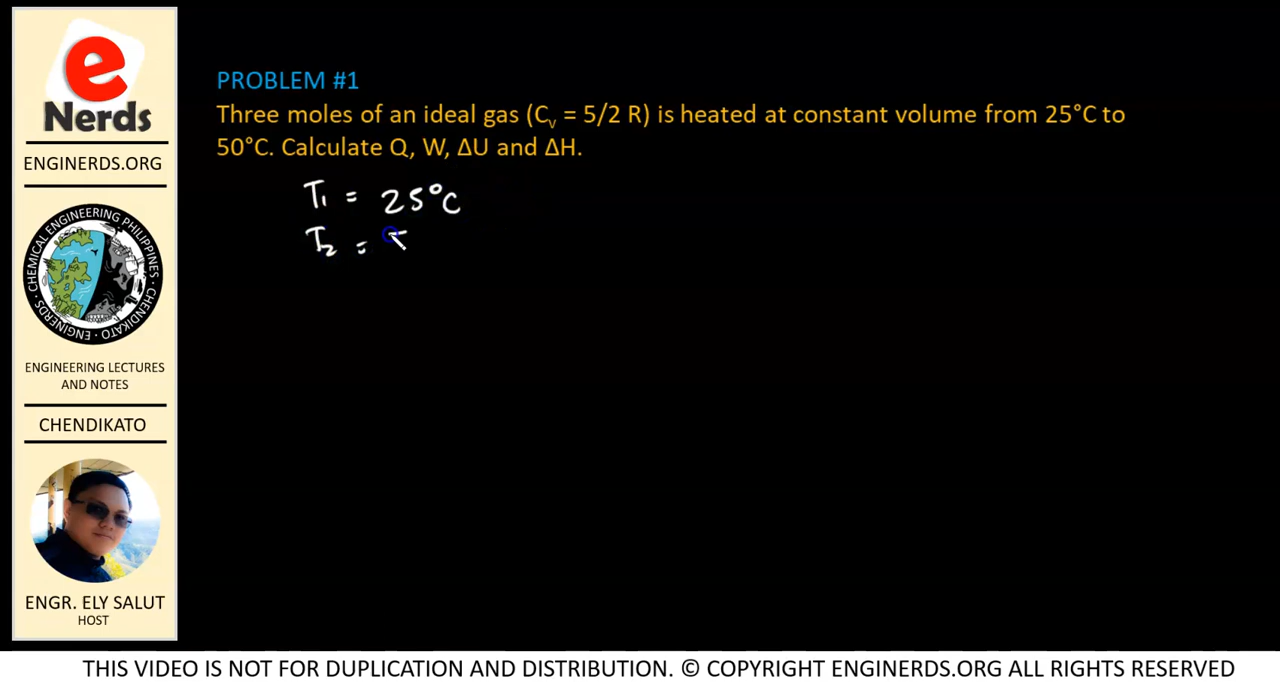 e
Nerds
ENGINERDS.ORG
CHEMICAL ENGINEERING PHILIPPINES · CHENDIKATO · ENGINERDS ·
ENGINEERING LECTURES
AND NOTES
CHENDIKATO
ENGR. ELY SALUT
HOST
PROBLEM #1
Three moles of an ideal gas (Cᵥ = 5/2 R) is heated at constant volume from 25°C to
50°C. Calculate Q, W, ΔU and ΔH.
T₁ = 25°C
T₂ =
THIS VIDEO IS NOT FOR DUPLICATION AND DISTRIBUTION. © COPYRIGHT ENGINERDS.ORG ALL RIGHTS RESERVED